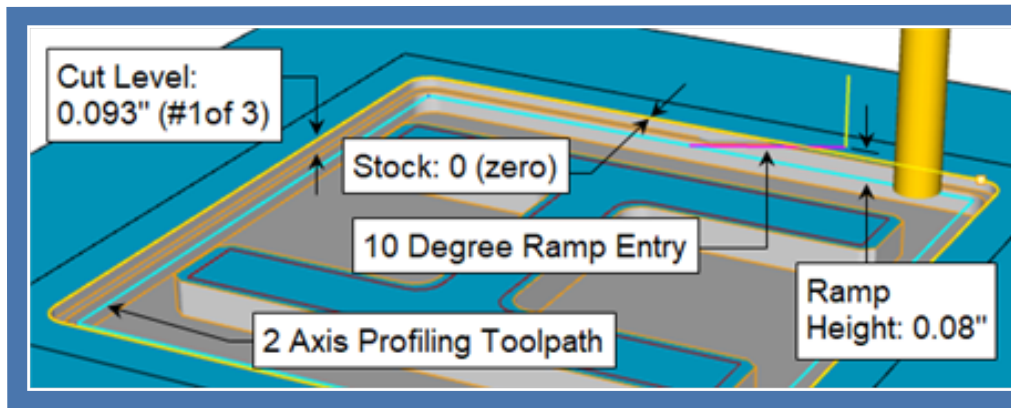 Cut Level:
0.093" (#1of 3)
Stock: 0 (zero)
10 Degree Ramp Entry
Ramp
Height: 0.08"
2 Axis Profiling Toolpath